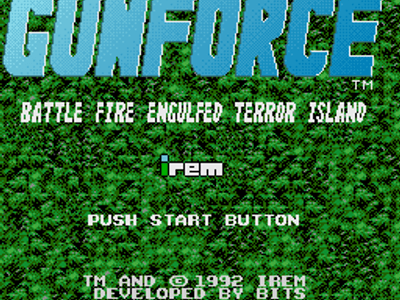 GUNFORCE
TM
BATTLE FIRE ENGULFED TERROR ISLAND
irem
PUSH START BUTTON
TM AND © 1992 IREM
DEVELOPED BY BITS